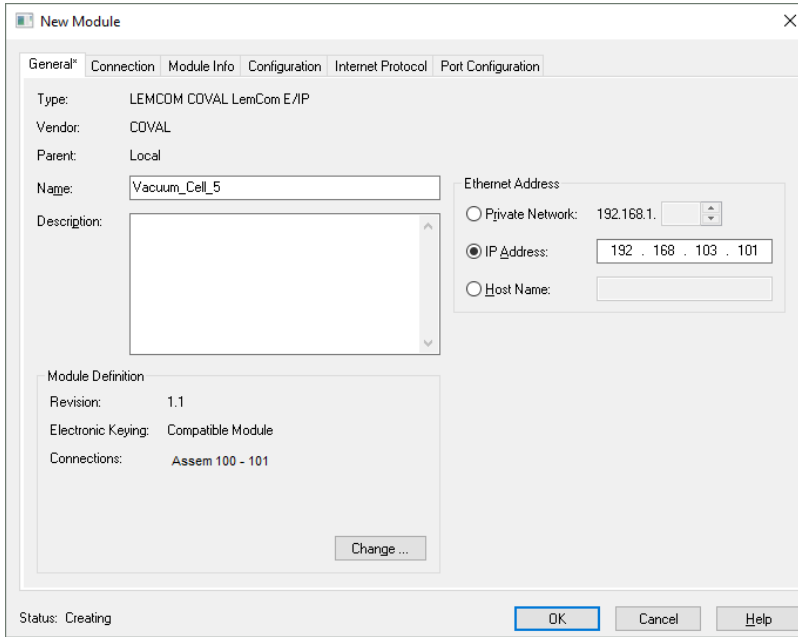 New Module
General* Connection Module Info Configuration Internet Protocol Port Configuration
Type: LEMCOM COVAL LemCom E/IP
Vendor: COVAL
Parent: Local
Name: Vacuum_Cell_5
Description:
Ethernet Address
Private Network: 192.168.1.
IP Address: 192 . 168 . 103 . 101
Host Name:
Module Definition
Revision: 1.1
Electronic Keying: Compatible Module
Connections: Assem 100 - 101
Change ...
Status: Creating
OK Cancel Help